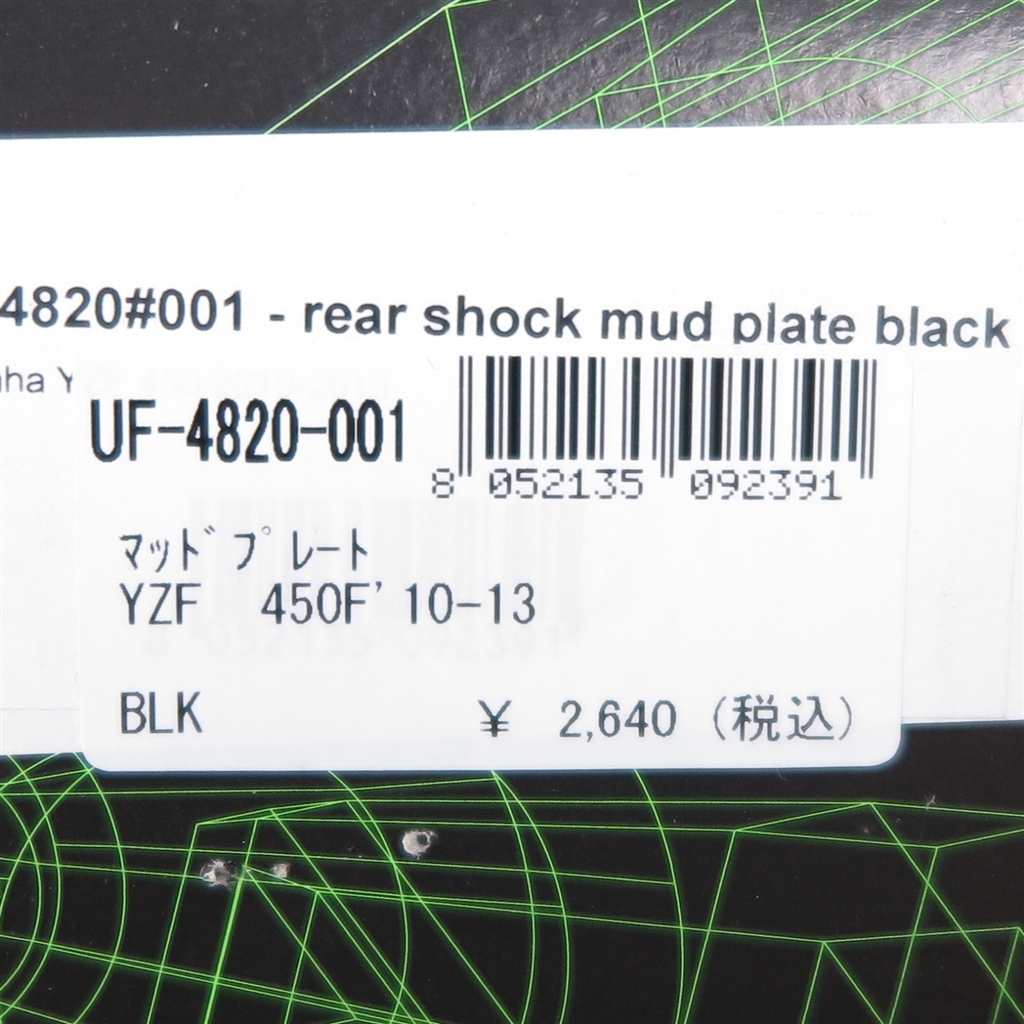 4820#001 - rear shock mud plate black
UF-4820-001
8 052135 092391
ﾏｯﾄﾞﾌﾟﾚｰﾄ
YZF 450F' 10-13
BLK ¥ 2,640 (税込)